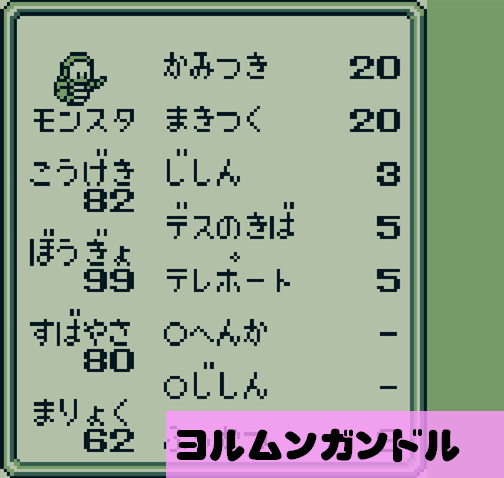 かみつき 20
モンスタ まきつく 20
こうげき じしん 3
82
デスのきば 5
ぼうぎょ
99 テレポート 5
すばやさ ○へんか -
80
○じしん -
まりょく
62
ヨルムンガンドル